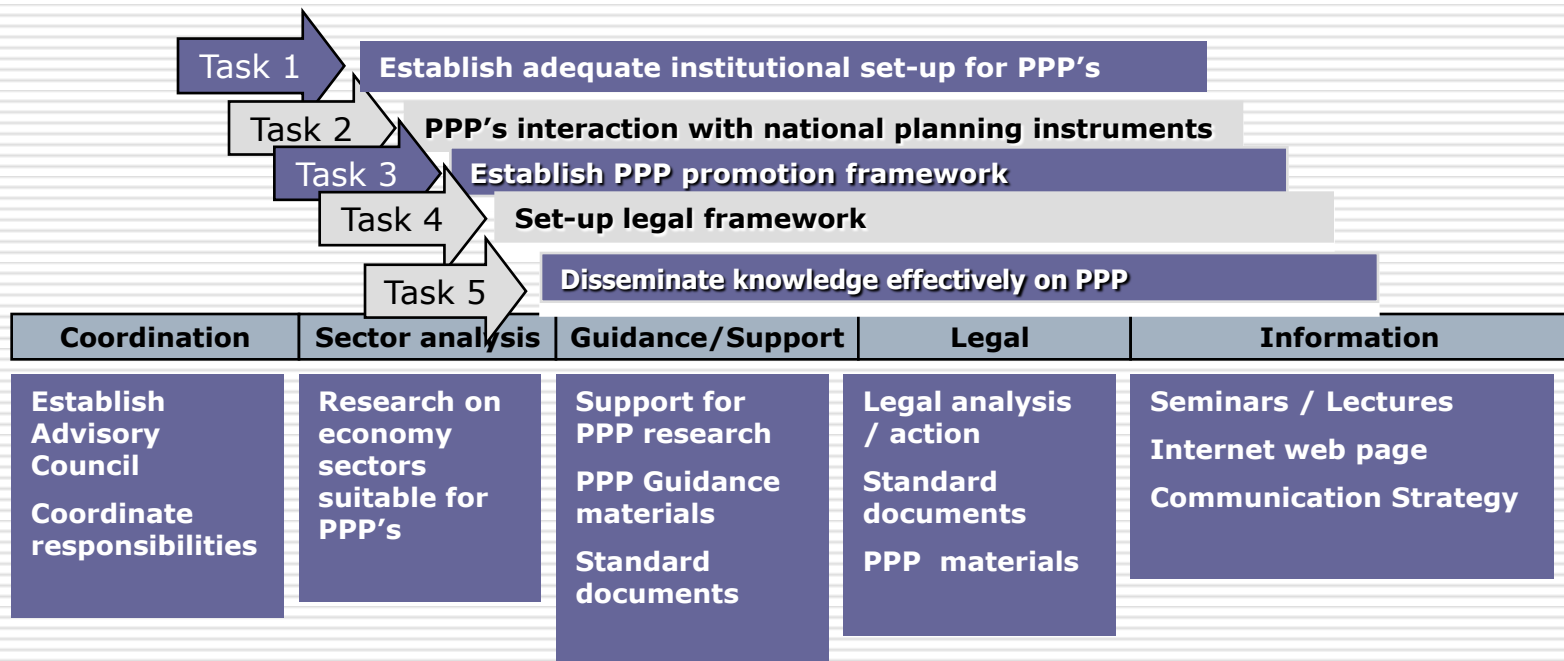 Task 1
Establish adequate institutional set-up for PPP's
Task 2
PPP's interaction with national planning instruments
Task 3
Establish PPP promotion framework
Task 4
Set-up legal framework
Task 5
Disseminate knowledge effectively on PPP
Coordination
Sector analysis
Guidance/Support
Legal
Information
Establish
Advisory
Council
Coordinate
responsibilities
Research on
economy
sectors
suitable for
PPP's
Support for
PPP research
PPP Guidance
materials
Standard
documents
Legal analysis
/ action
Standard
documents
PPP materials
Seminars / Lectures
Internet web page
Communication Strategy